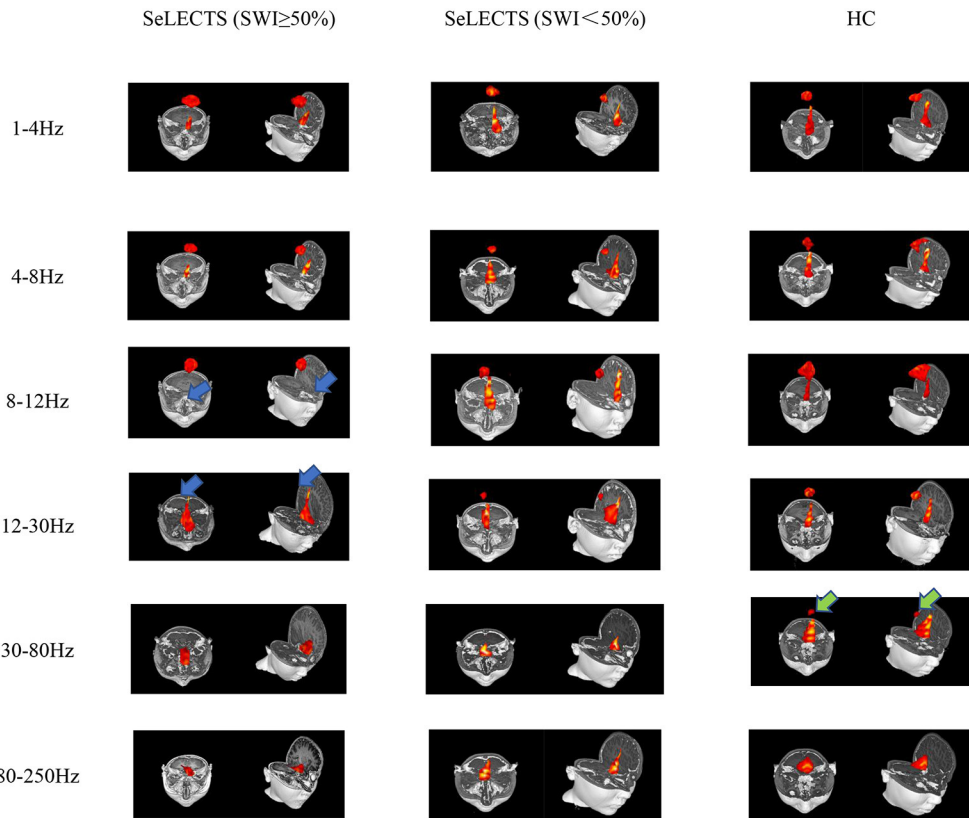 SeLECTS (SWI≥50%) SeLECTS (SWI＜50%) HC
1-4Hz
4-8Hz
8-12Hz
12-30Hz
30-80Hz
80-250Hz